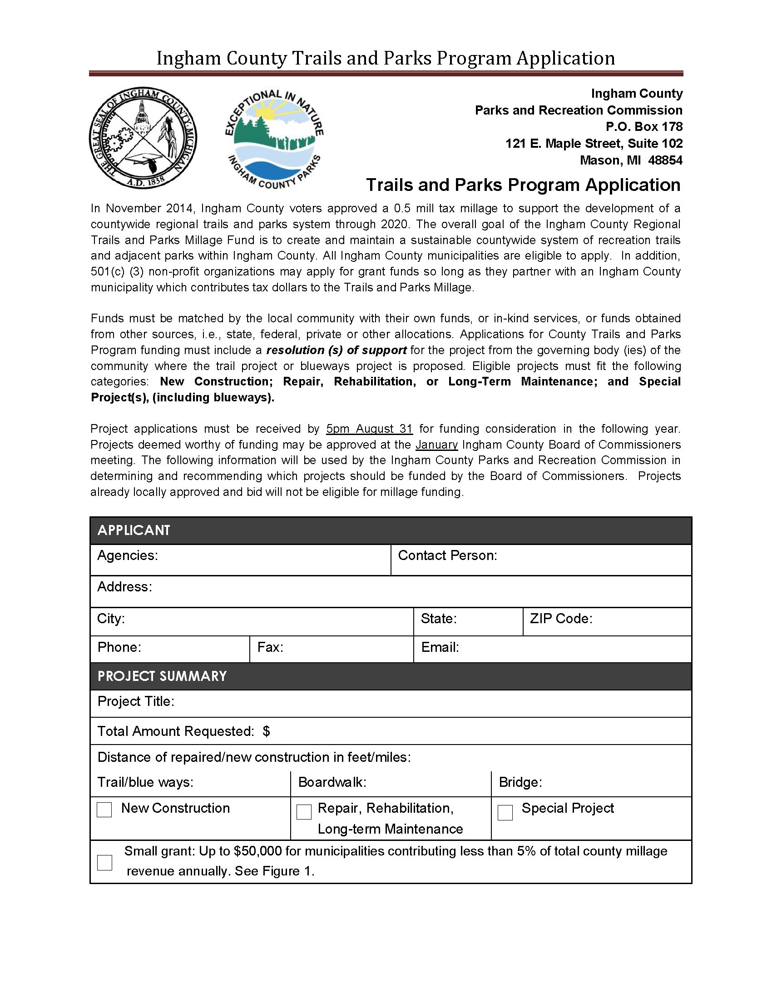 Ingham County Trails and Parks Program Application
THE GREAT SEAL OF INGHAM COUNTY, MICHIGAN
A.D. 1838
EXCEPTIONAL IN NATURE
INGHAM COUNTY PARKS
Ingham County
Parks and Recreation Commission
P.O. Box 178
121 E. Maple Street, Suite 102
Mason, MI  48854
Trails and Parks Program Application
In November 2014, Ingham County voters approved a 0.5 mill tax millage to support the development of a
countywide regional trails and parks system through 2020. The overall goal of the Ingham County Regional
Trails and Parks Millage Fund is to create and maintain a sustainable countywide system of recreation trails
and adjacent parks within Ingham County. All Ingham County municipalities are eligible to apply.  In addition,
501(c) (3) non-profit organizations may apply for grant funds so long as they partner with an Ingham County
municipality which contributes tax dollars to the Trails and Parks Millage.
Funds must be matched by the local community with their own funds, or in-kind services, or funds obtained
from other sources, i.e., state, federal, private or other allocations. Applications for County Trails and Parks
Program funding must include a resolution (s) of support for the project from the governing body (ies) of the
community where the trail project or blueways project is proposed. Eligible projects must fit the following
categories: New Construction; Repair, Rehabilitation, or Long-Term Maintenance; and Special
Project(s), (including blueways).
Project applications must be received by 5pm August 31 for funding consideration in the following year.
Projects deemed worthy of funding may be approved at the January Ingham County Board of Commissioners
meeting. The following information will be used by the Ingham County Parks and Recreation Commission in
determining and recommending which projects should be funded by the Board of Commissioners.  Projects
already locally approved and bid will not be eligible for millage funding.
APPLICANT
Agencies: Contact Person:
Address:
City: State: ZIP Code:
Phone: Fax: Email:
PROJECT SUMMARY
Project Title:
Total Amount Requested:  $
Distance of repaired/new construction in feet/miles:
Trail/blue ways: Boardwalk: Bridge:
New Construction Repair, Rehabilitation, Special Project
Long-term Maintenance
Small grant: Up to $50,000 for municipalities contributing less than 5% of total county millage
revenue annually. See Figure 1.